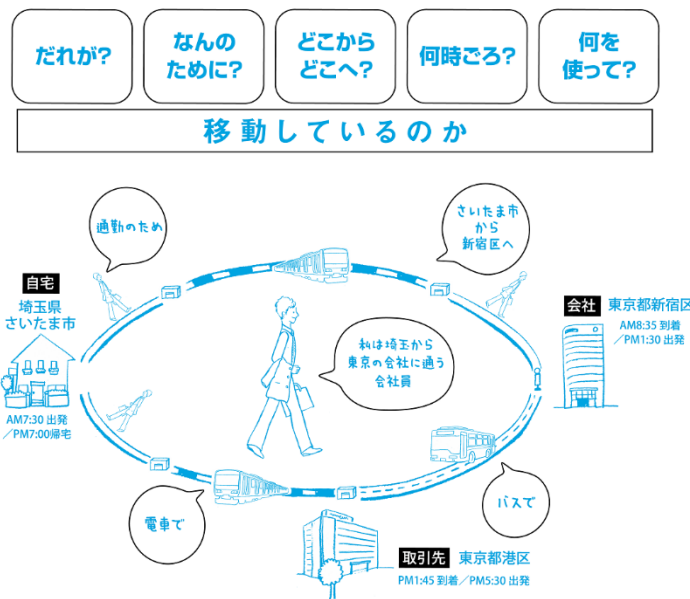 だれが?
なんの
ために?
どこから
どこへ?
何時ごろ?
何を
使って?
移動しているのか
通勤のため
さいたま市
から
新宿区へ
自宅
埼玉県
さいたま市
AM7:30 出発
／PM7:00帰宅
私は埼玉から
東京の会社に通う
会社員
会社 東京都新宿区
AM8:35 到着
／PM1:30 出発
電車で
バスで
取引先 東京都港区
PM1:45 到着／PM5:30 出発